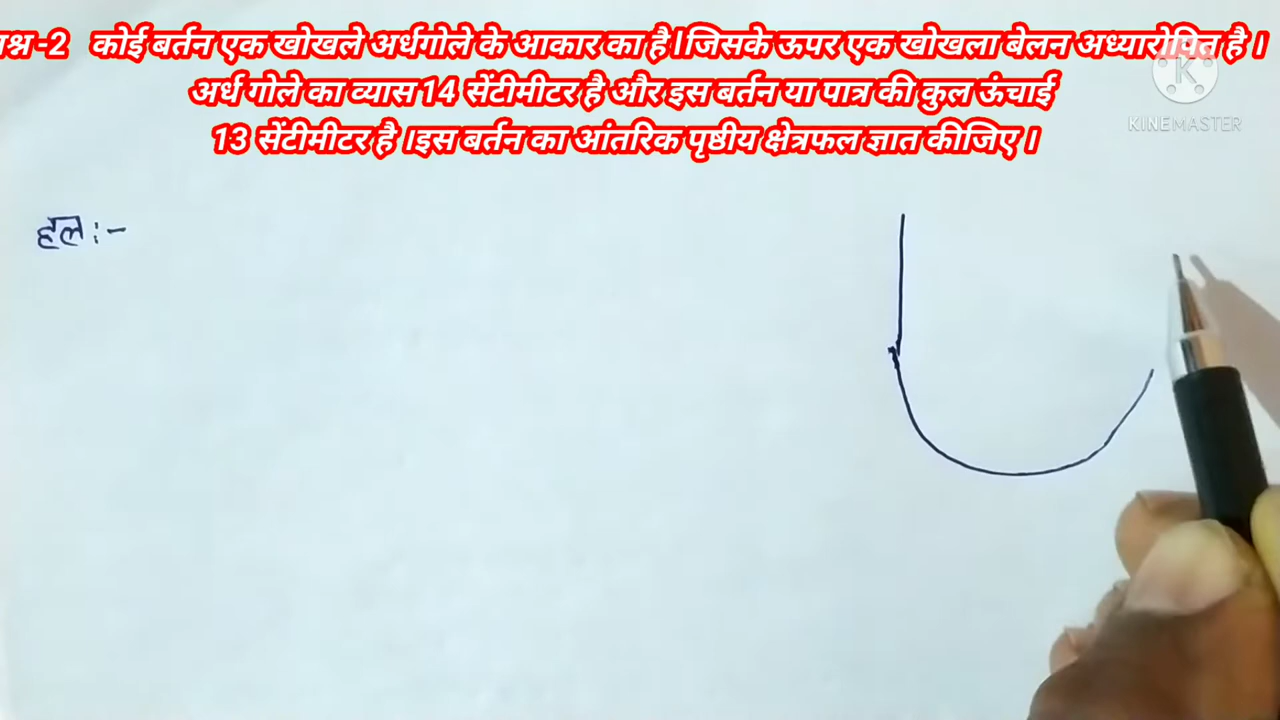 श्न -2 कोई बर्तन एक खोखले अर्धगोले के आकार का है।जिसके ऊपर एक खोखला बेलन अध्यारोपित है ।
अर्ध गोले का व्यास 14 सेंटीमीटर है और इस बर्तन या पात्र की कुल ऊंचाई
13 सेंटीमीटर है ।इस बर्तन का आंतरिक पृष्ठीय क्षेत्रफल ज्ञात कीजिए ।
K
KINEMASTER
हल:-